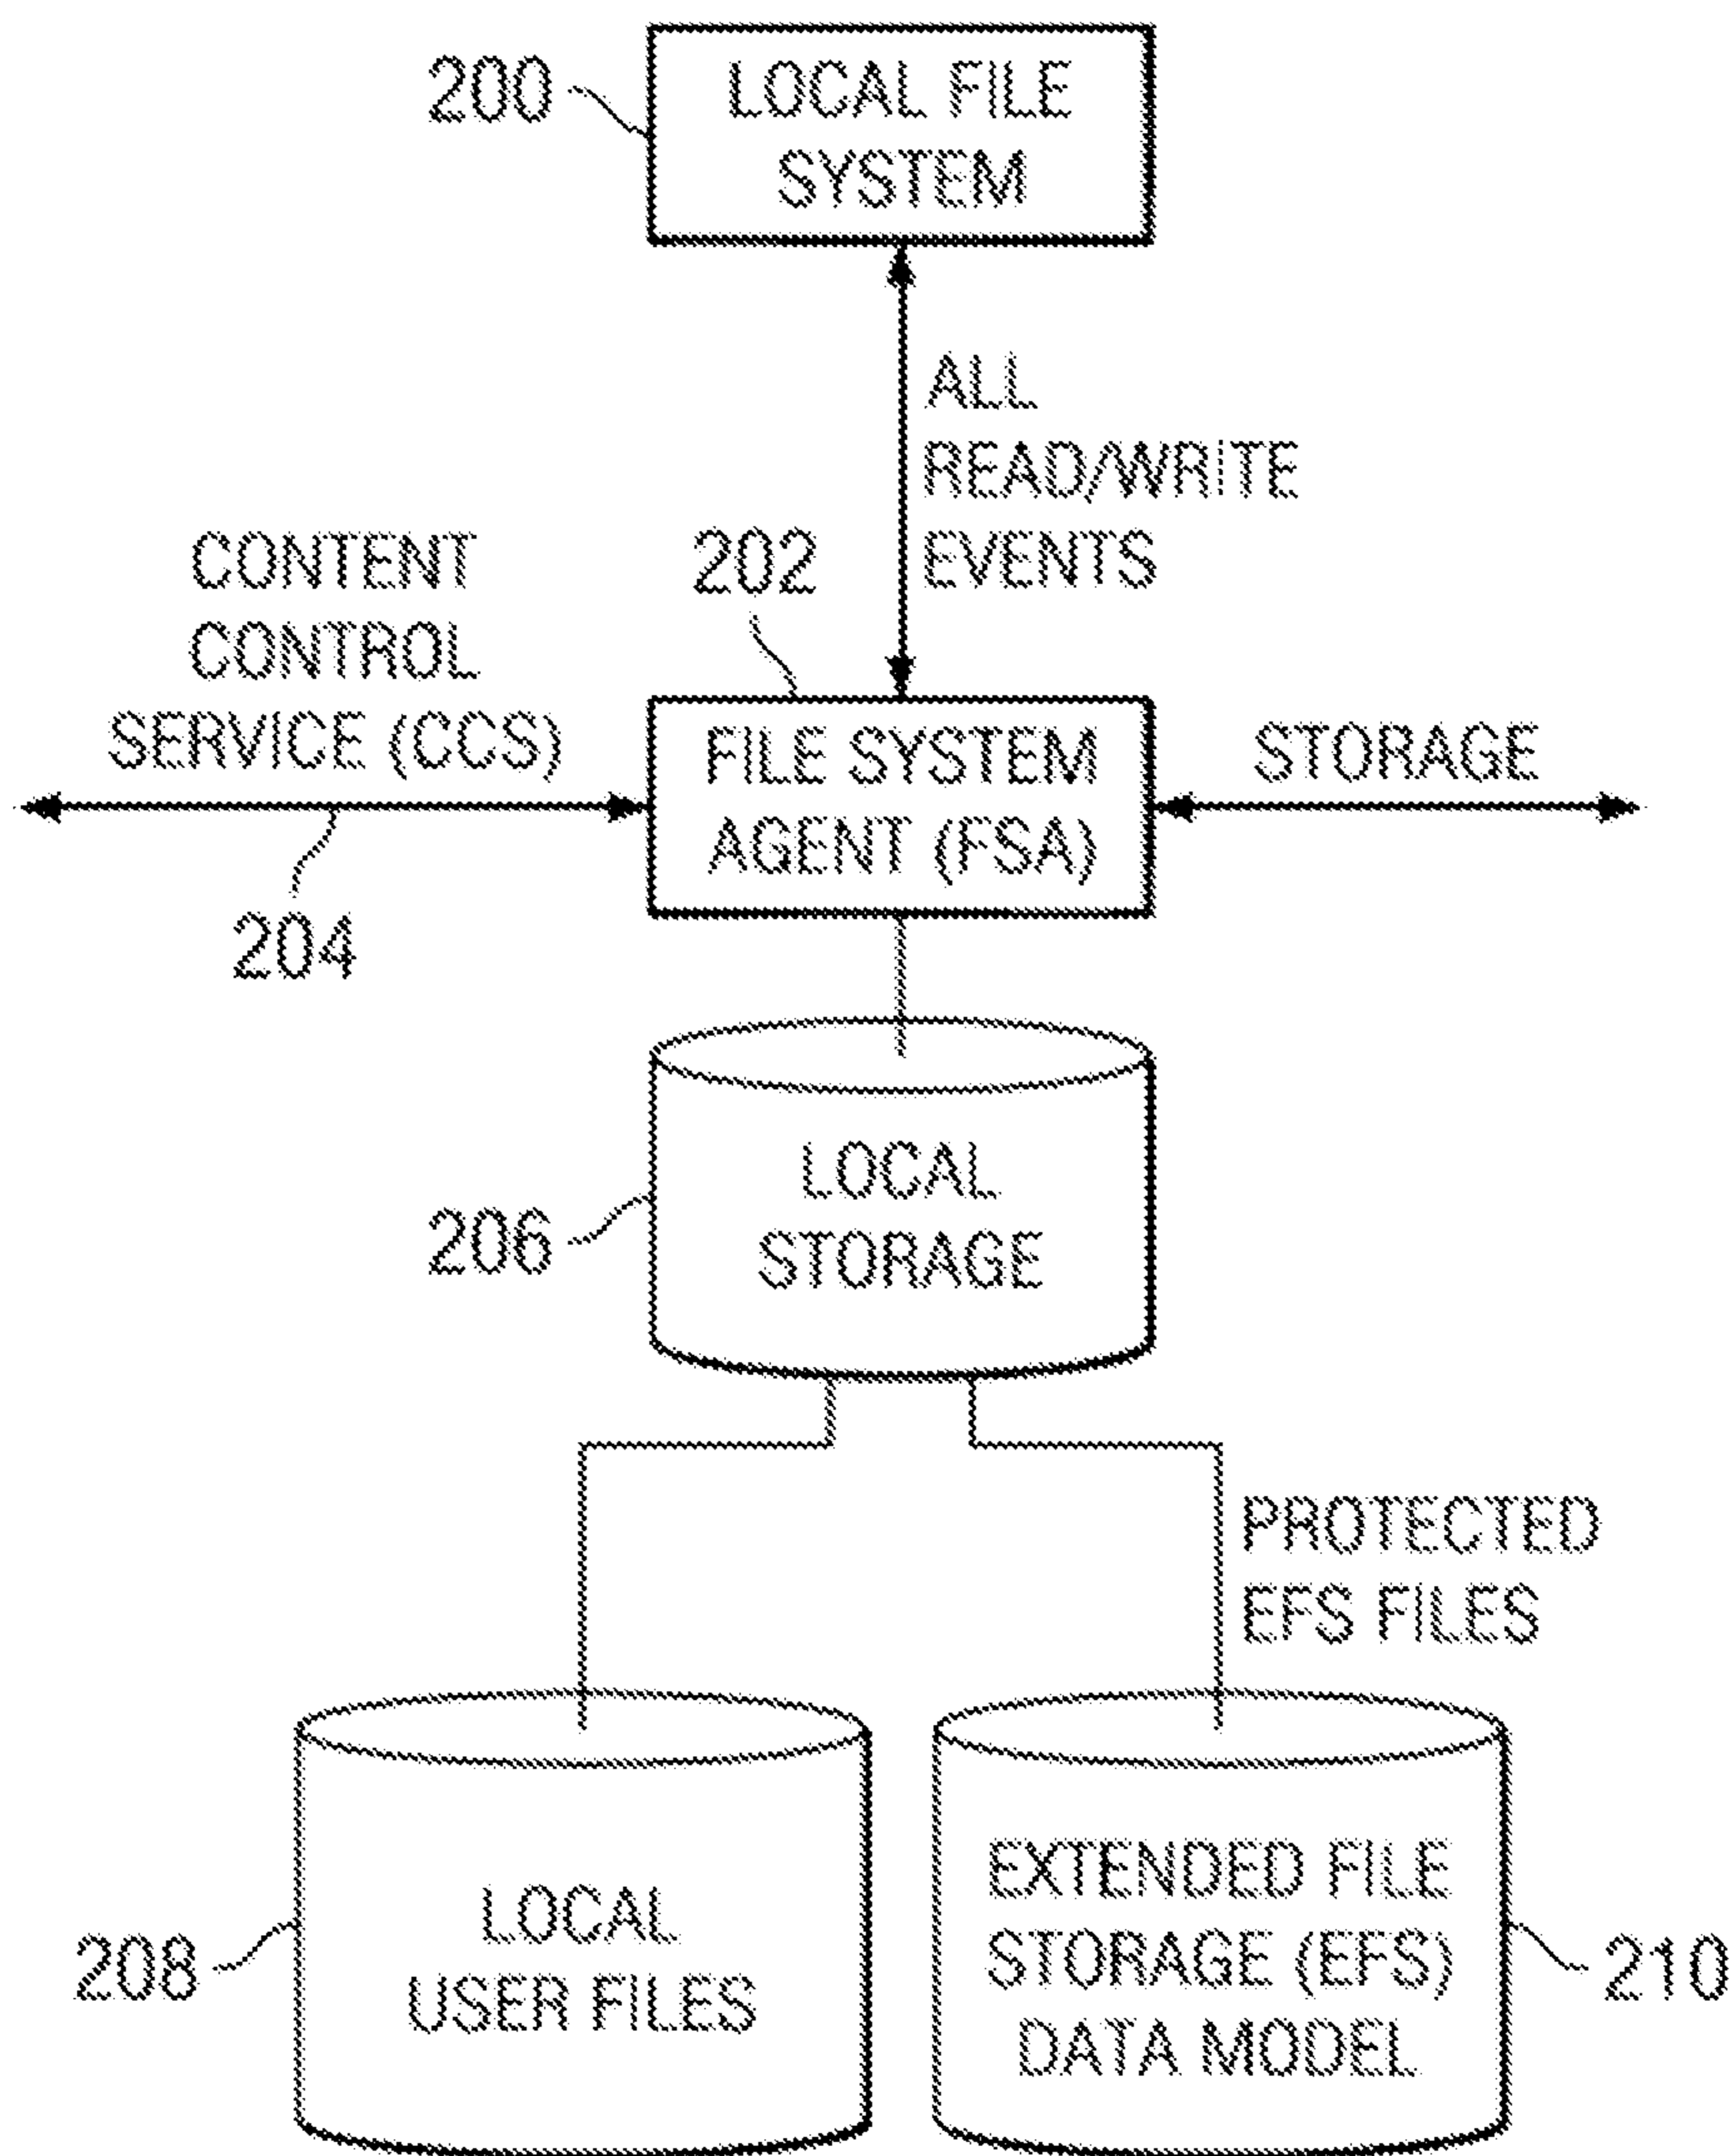 200
LOCAL FILE
SYSTEM
ALL
READ/WRITE
EVENTS
202
CONTENT
CONTROL
SERVICE (CCS)
204
FILE SYSTEM
AGENT (FSA)
STORAGE
206
LOCAL
STORAGE
PROTECTED
EFS FILES
208
LOCAL
USER FILES
EXTENDED FILE
STORAGE (EFS)
DATA MODEL
210